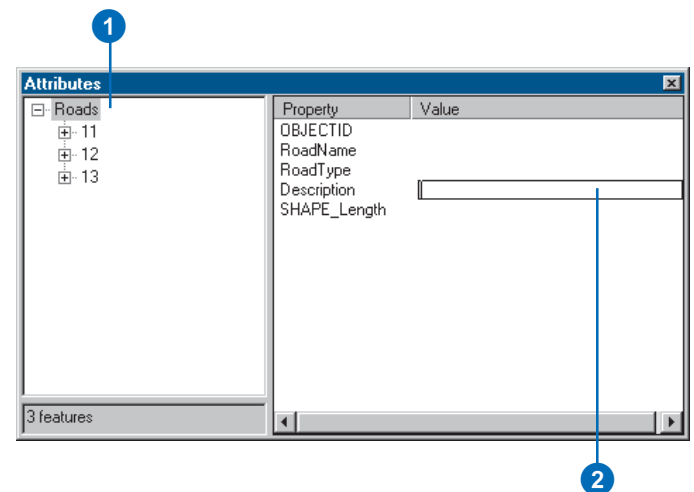 1
Attributes
Roads
11
12
13
Property Value
OBJECTID
RoadName
RoadType
Description
SHAPE_Length
3 features
2